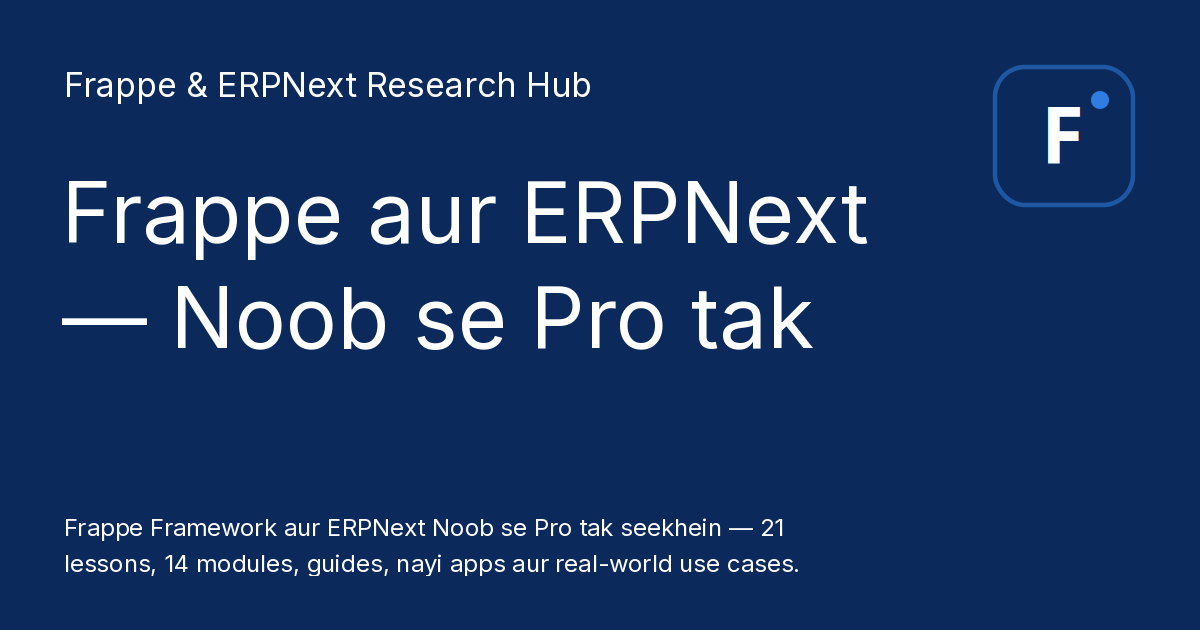 Frappe & ERPNext Research Hub
F
Frappe aur ERPNext
— Noob se Pro tak
Frappe Framework aur ERPNext Noob se Pro tak seekhein — 21
lessons, 14 modules, guides, nayi apps aur real-world use cases.